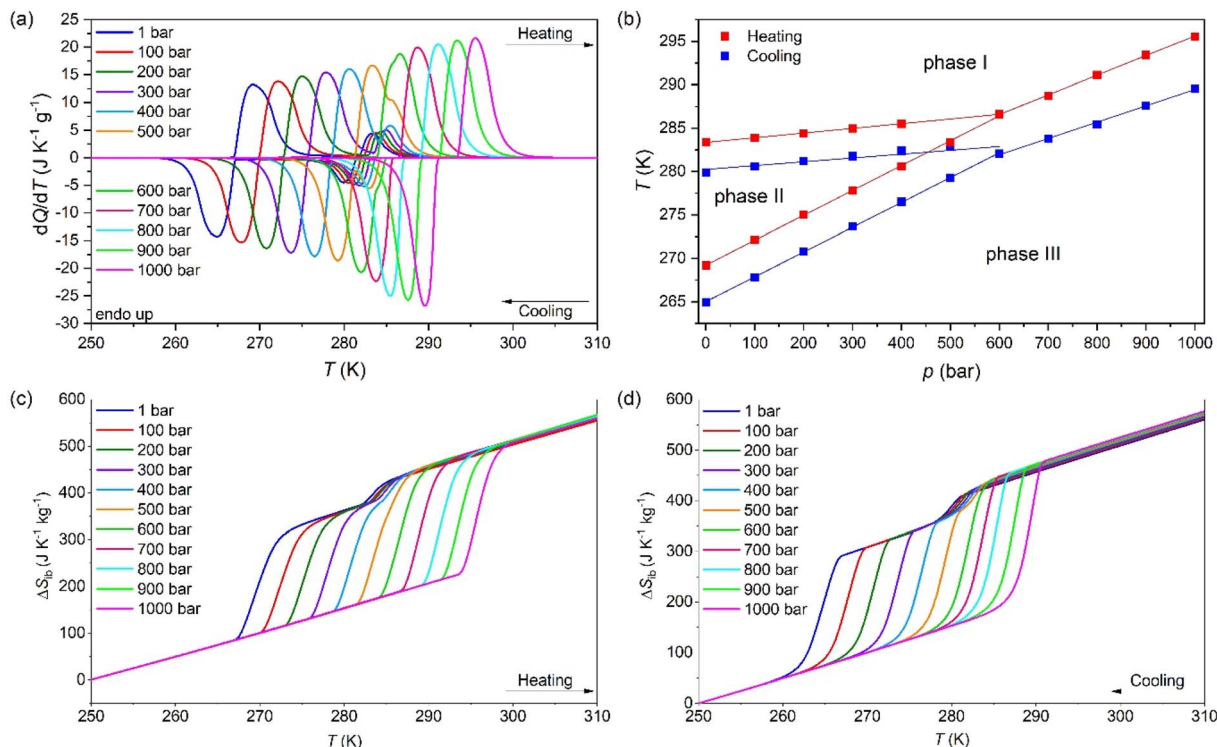 (a)
25
20
15
10
5
0
-5
-10
-15
-20
-25
-30
dQ/dT (J K⁻¹ g⁻¹)
1 bar
100 bar
200 bar
300 bar
400 bar
500 bar
600 bar
700 bar
800 bar
900 bar
1000 bar
Heating
Cooling
endo up
250 260 270 280 290 300 310
T (K)
(b)
295
290
285
280
275
270
265
T (K)
Heating
Cooling
phase I
phase II
phase III
0 100 200 300 400 500 600 700 800 900 1000
p (bar)
(c)
600
500
400
300
200
100
0
ΔS_ib (J K⁻¹ kg⁻¹)
1 bar
100 bar
200 bar
300 bar
400 bar
500 bar
600 bar
700 bar
800 bar
900 bar
1000 bar
Heating
250 260 270 280 290 300 310
T (K)
(d)
600
500
400
300
200
100
0
ΔS_ib (J K⁻¹ kg⁻¹)
1 bar
100 bar
200 bar
300 bar
400 bar
500 bar
600 bar
700 bar
800 bar
900 bar
1000 bar
Cooling
250 260 270 280 290 300 310
T (K)